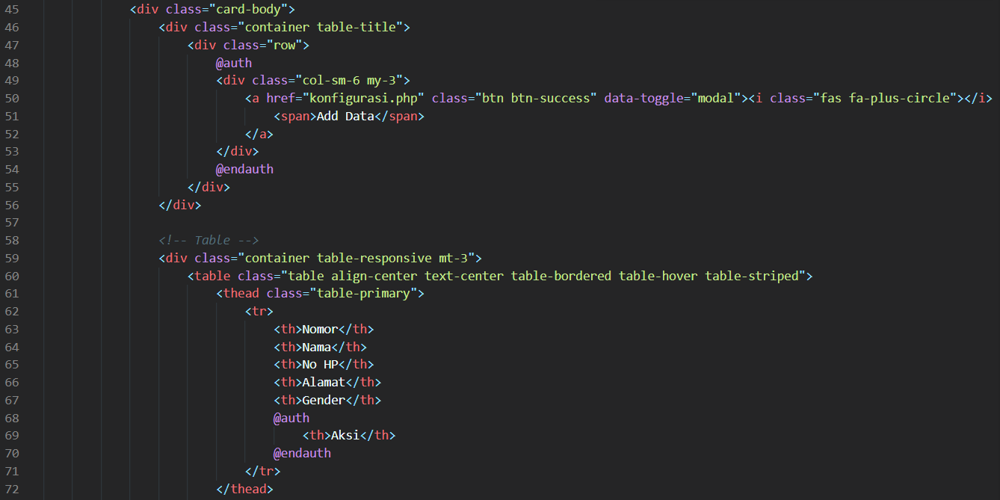 45 <div class="card-body">
46 <div class="container table-title">
47 <div class="row">
48 @auth
49 <div class="col-sm-6 my-3">
50 <a href="konfigurasi.php" class="btn btn-success" data-toggle="modal"><i class="fas fa-plus-circle"></i>
51 <span>Add Data</span>
52 </a>
53 </div>
54 @endauth
55 </div>
56 </div>
57
58 <!-- Table -->
59 <div class="container table-responsive mt-3">
60 <table class="table align-center text-center table-bordered table-hover table-striped">
61 <thead class="table-primary">
62 <tr>
63 <th>Nomor</th>
64 <th>Nama</th>
65 <th>No HP</th>
66 <th>Alamat</th>
67 <th>Gender</th>
68 @auth
69 <th>Aksi</th>
70 @endauth
71 </tr>
72 </thead>